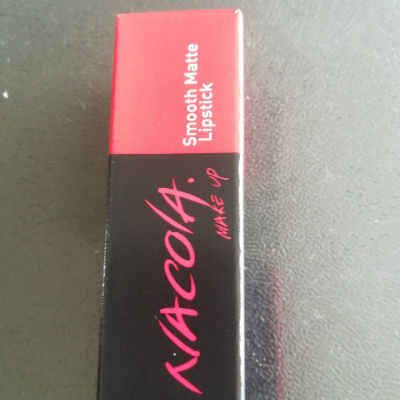 Smooth Matte
Lipstick
NACOLA.
MAKE UP